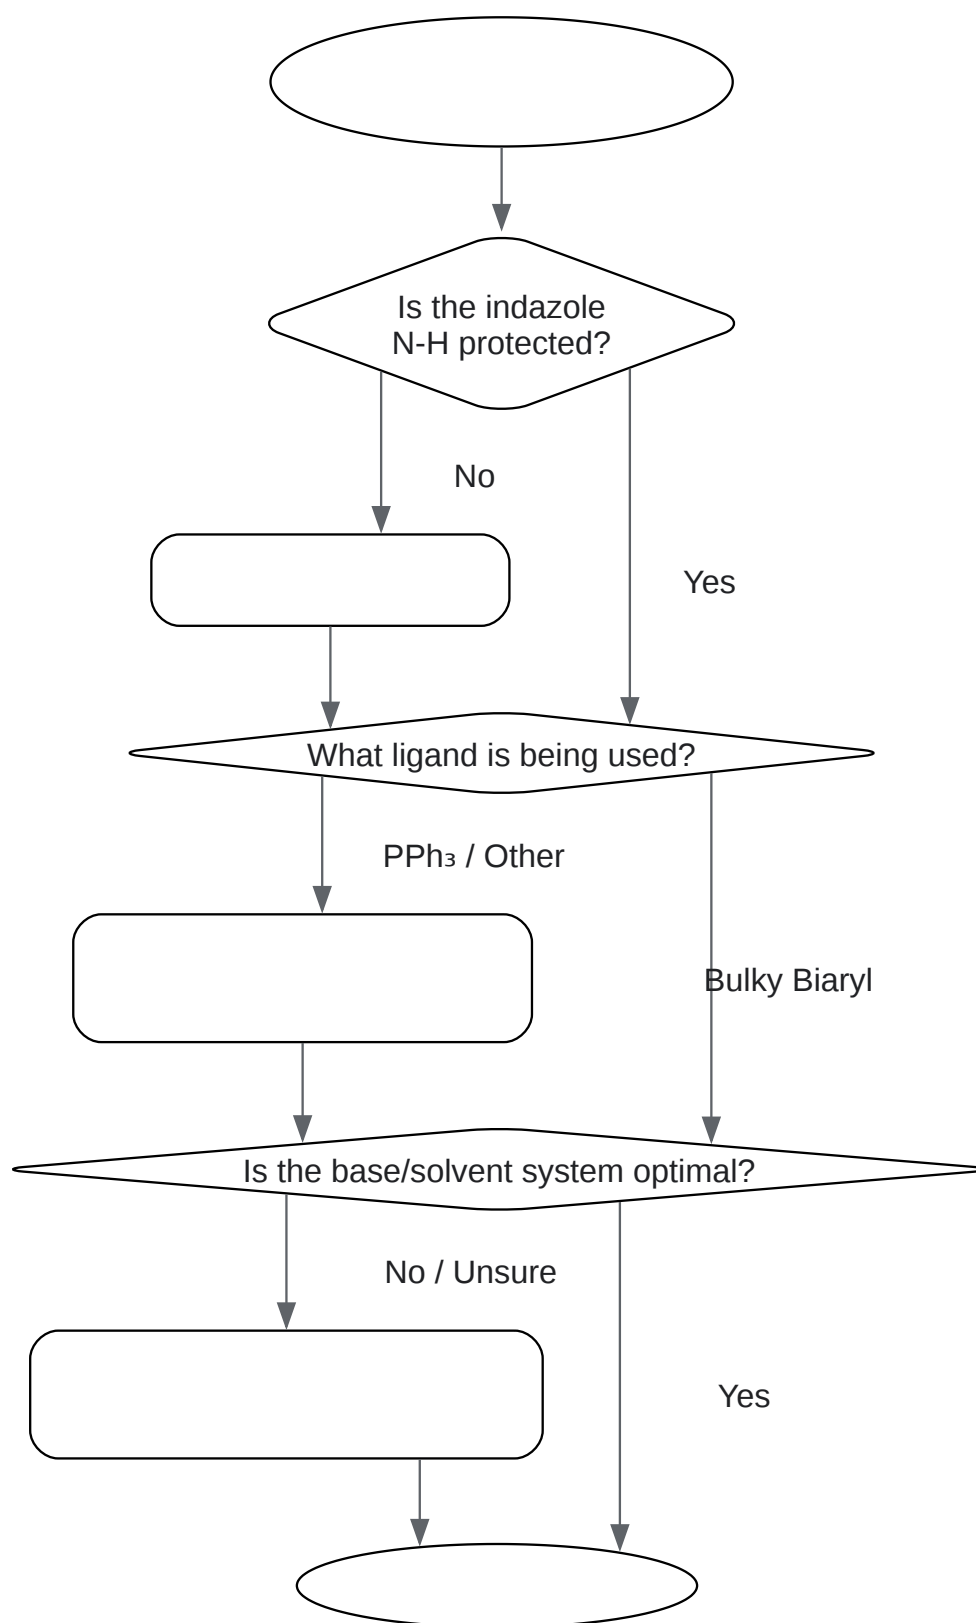 Is the indazole
N-H protected?
No
Yes
What ligand is being used?
PPh₃ / Other
Bulky Biaryl
Is the base/solvent system optimal?
No / Unsure
Yes